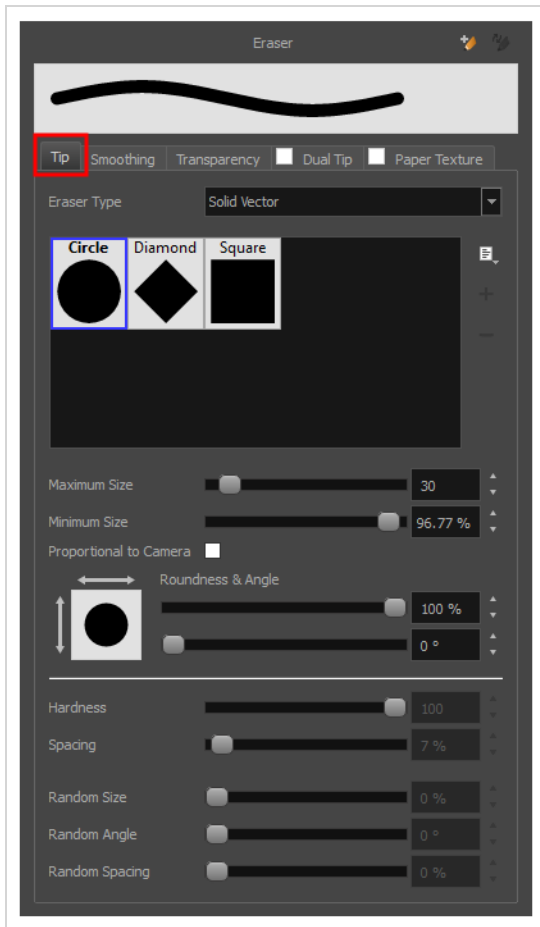 Eraser
Tip Smoothing Transparency Dual Tip Paper Texture
Eraser Type Solid Vector
Circle Diamond Square
Maximum Size 30
Minimum Size 96.77 %
Proportional to Camera
Roundness & Angle
100 %
0 °
Hardness 100
Spacing 7 %
Random Size 0 %
Random Angle 0 °
Random Spacing 0 %